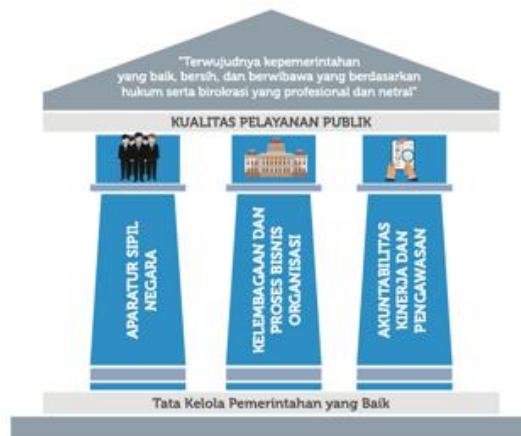 "Terwujudnya kepemerintahan
yang baik, bersih, dan berwibawa yang berdasarkan
hukum serta birokrasi yang profesional dan netral"
KUALITAS PELAYANAN PUBLIK
APARATUR SIPIL
NEGARA
KELEMBAGAAN DAN
PROSES BISNIS
ORGANISASI
AKUNTABILITAS
KINERJA DAN
PENGAWASAN
Tata Kelola Pemerintahan yang Baik